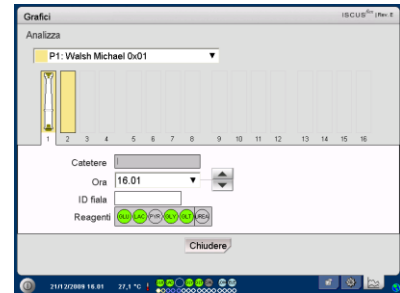 Grafici ISCUSflex | Rev. E
Analizza
P1: Walsh Michael 0x01
1 2 3 4 5 6 7 8 9 10 11 12 13 14 15 16
Catetere
Ora 16.01
ID fiala
Reagenti GLU LAC PYR GLY GLT UREA
Chiudere
21/12/2009 16.01 27,1 °C